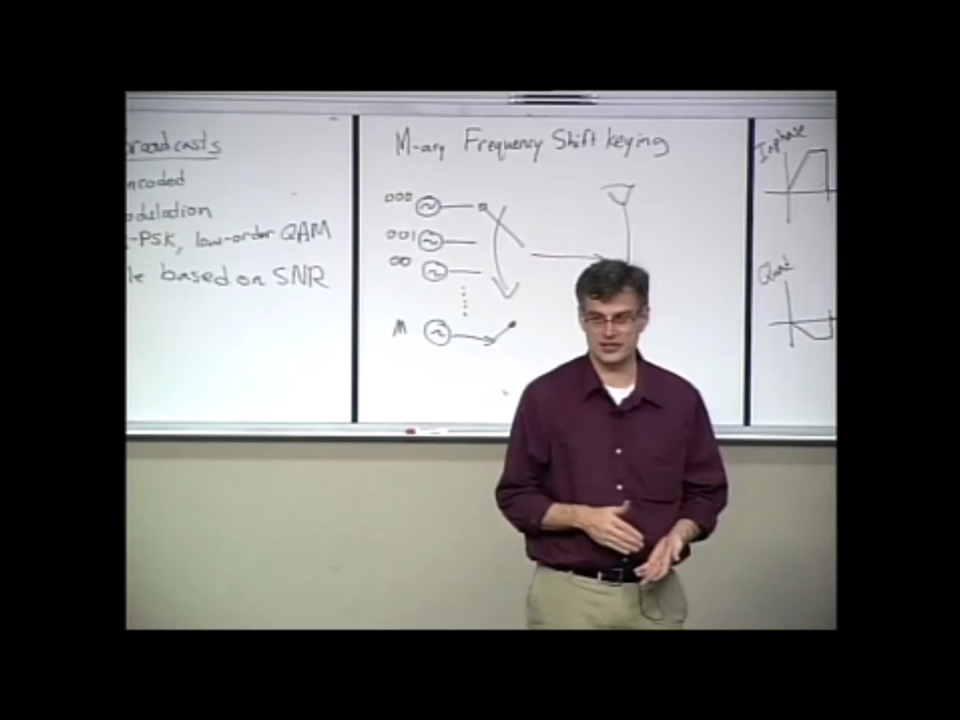 roadcasts
ncoded
odulation
-PSK, low-order QAM
le based on SNR
M-ary Frequency Shift keying
000
001
00
M
Inphase
Quad